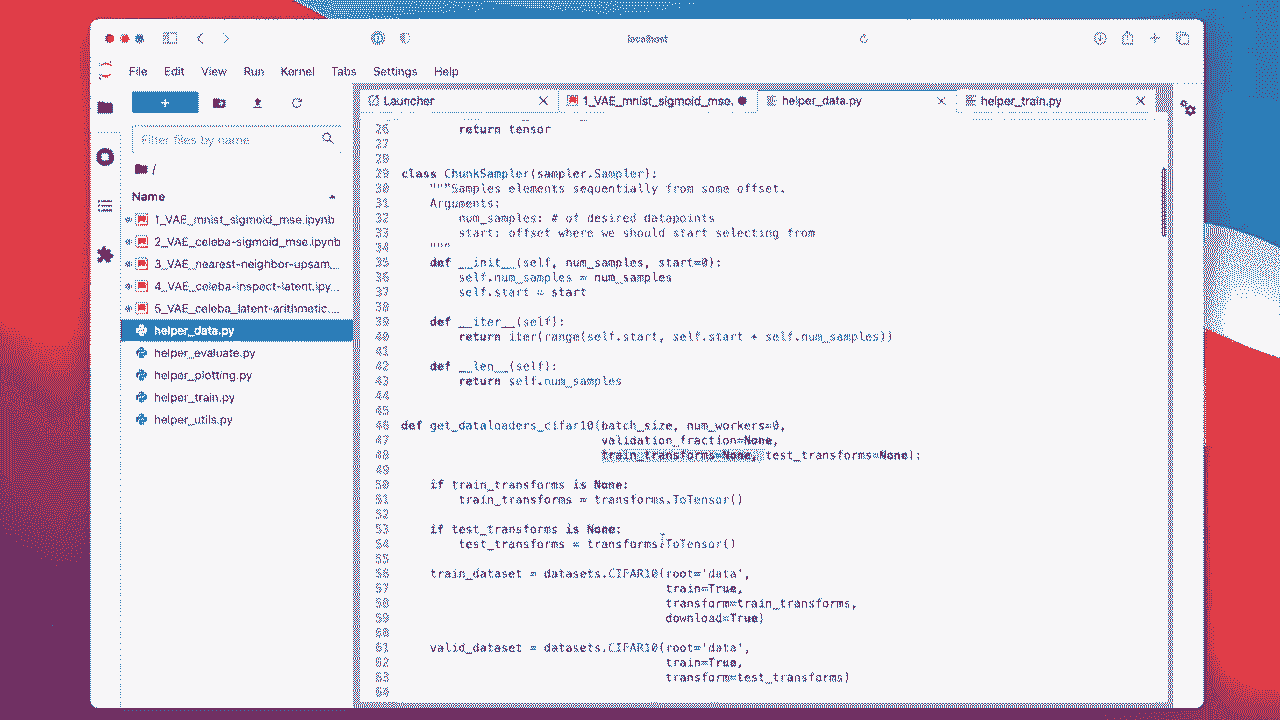 localhost
File Edit View Run Kernel Tabs Settings Help
Launcher
1_VAE_mnist_sigmoid_mse.
helper_data.py
helper_train.py
Filter files by name
/
Name
1_VAE_mnist_sigmoid_mse.ipynb
2_VAE_celeba-sigmoid_mse.ipynb
3_VAE_nearest-neighbor-upsam...
4_VAE_celeba-inspect-latent.ipy...
5_VAE_celeba_latent-arithmetic....
helper_data.py
helper_evaluate.py
helper_plotting.py
helper_train.py
helper_utils.py
26 return tensor
27
28
29 class ChunkSampler(sampler.Sampler):
30 """Samples elements sequentially from some offset.
31 Arguments:
32 num_samples: # of desired datapoints
33 start: offset where we should start selecting from
34 """
35 def __init__(self, num_samples, start=0):
36 self.num_samples = num_samples
37 self.start = start
38
39 def __iter__(self):
40 return iter(range(self.start, self.start + self.num_samples))
41
42 def __len__(self):
43 return self.num_samples
44
45
46 def get_dataloaders_cifar10(batch_size, num_workers=0,
47 validation_fraction=None,
48 train_transforms=None, test_transforms=None):
49
50 if train_transforms is None:
51 train_transforms = transforms.ToTensor()
52
53 if test_transforms is None:
54 test_transforms = transforms.ToTensor()
55
56 train_dataset = datasets.CIFAR10(root='data',
57 train=True,
58 transform=train_transforms,
59 download=True)
60
61 valid_dataset = datasets.CIFAR10(root='data',
62 train=True,
63 transform=test_transforms)
64